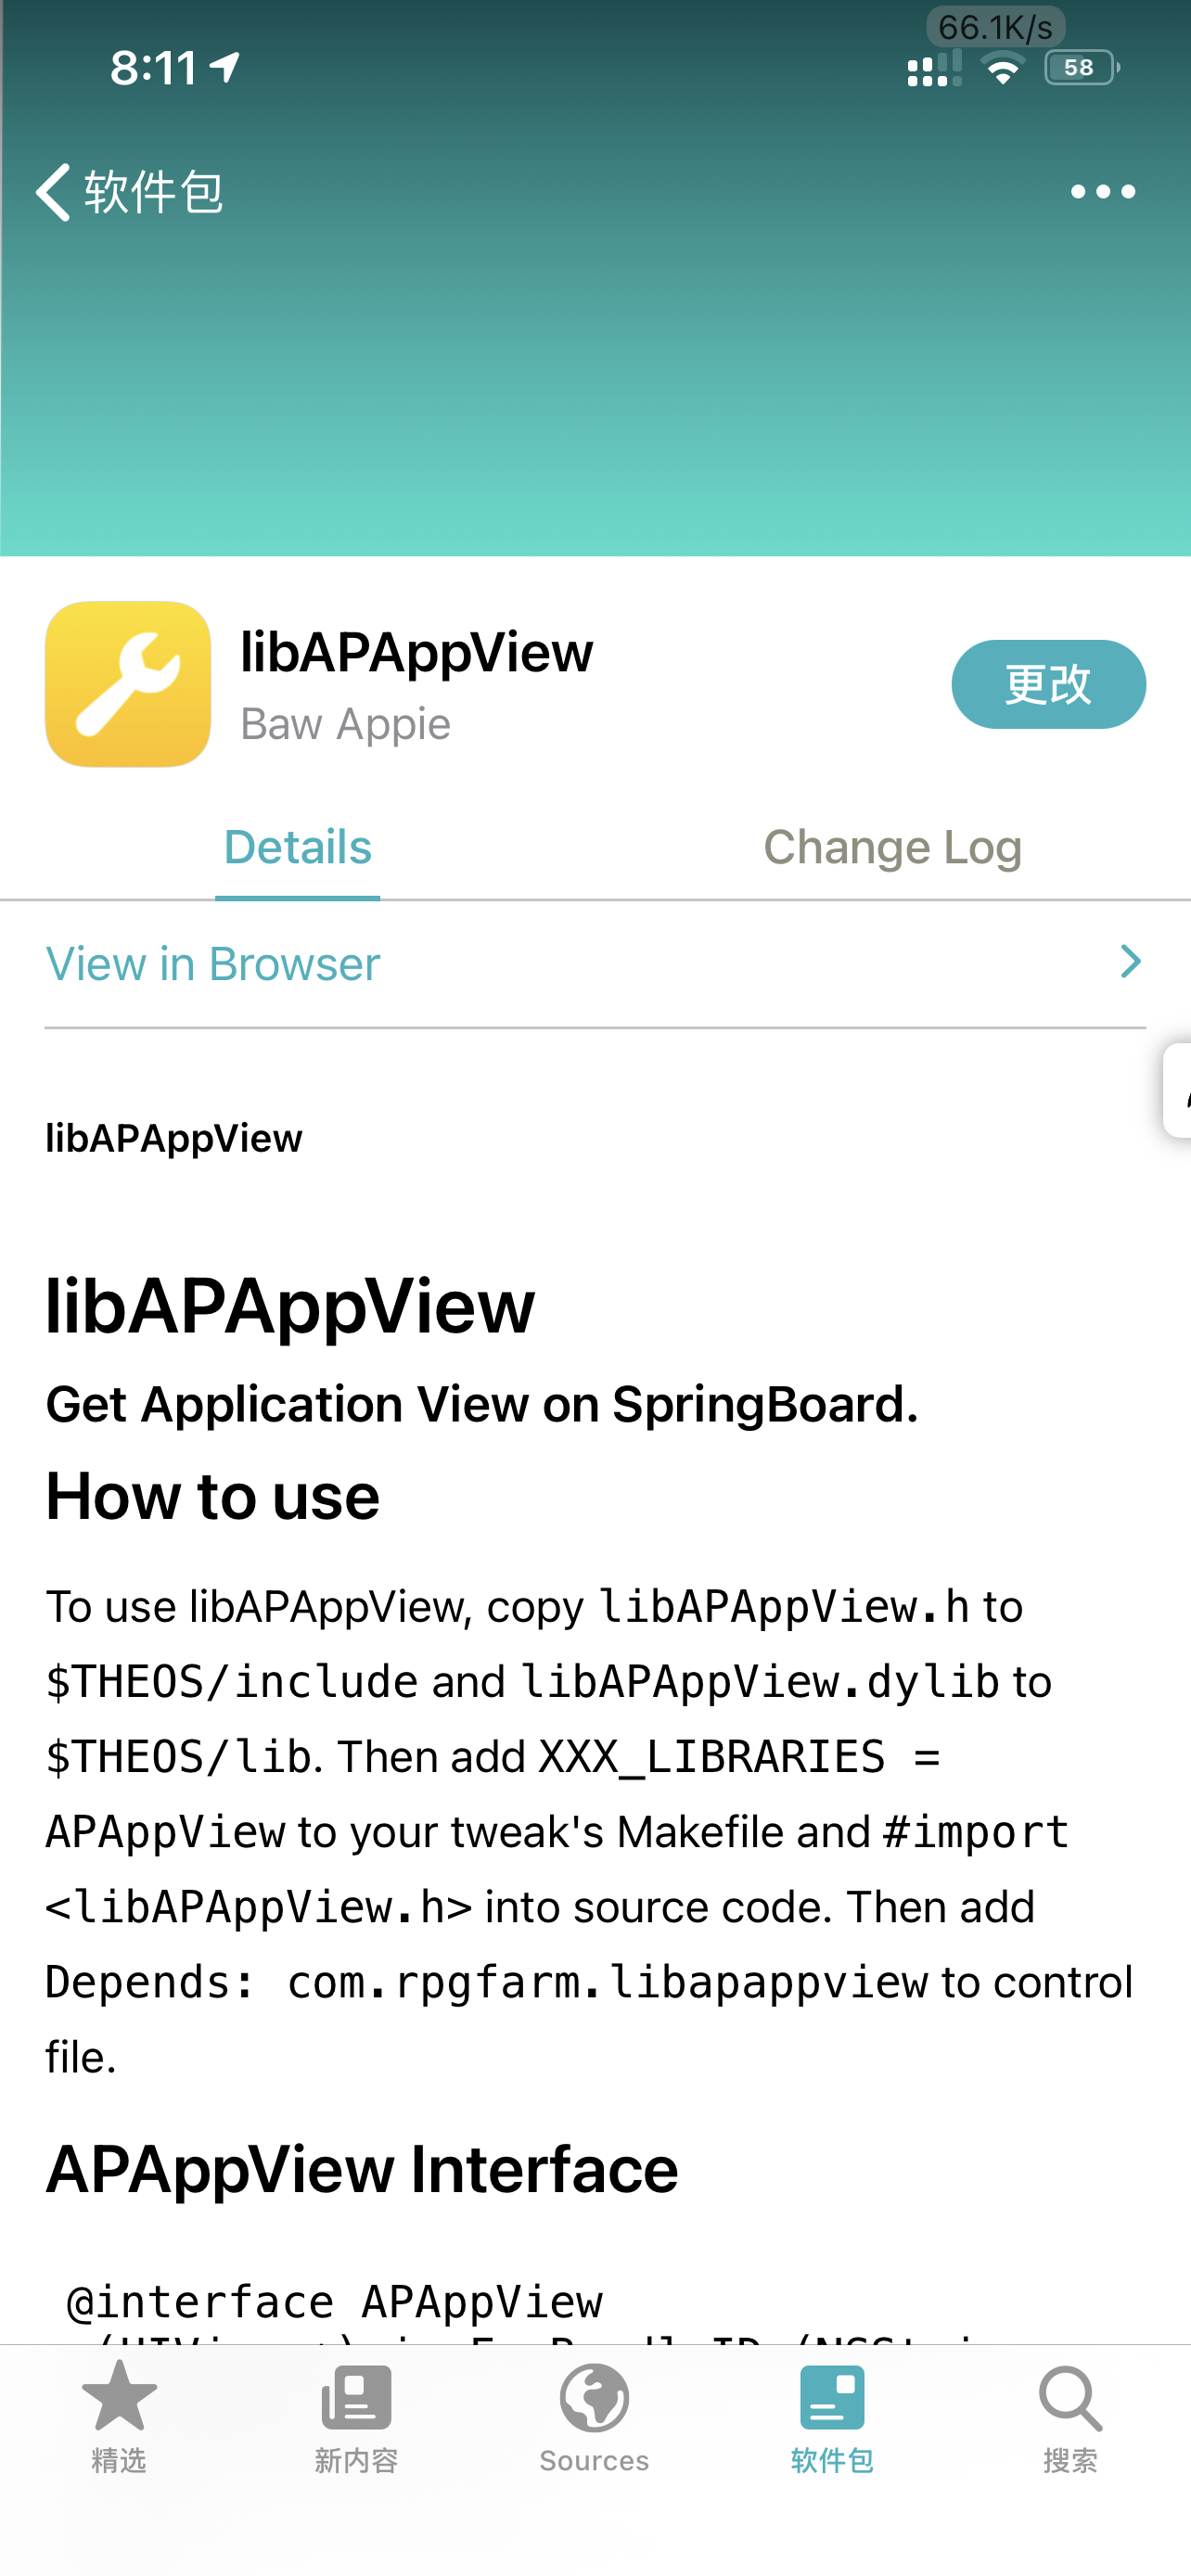 66.1K/s
8:11
58
软件包
libAPAppView
Baw Appie
更改
Details
Change Log
View in Browser
libAPAppView
libAPAppView
Get Application View on SpringBoard.
How to use
To use libAPAppView, copy libAPAppView.h to
$THEOS/include and libAPAppView.dylib to
$THEOS/lib. Then add XXX_LIBRARIES =
APAppView to your tweak's Makefile and #import
<libAPAppView.h> into source code. Then add
Depends: com.rpgfarm.libapappview to control
file.
APAppView Interface
@interface APAppView
精选
新内容
Sources
软件包
搜索